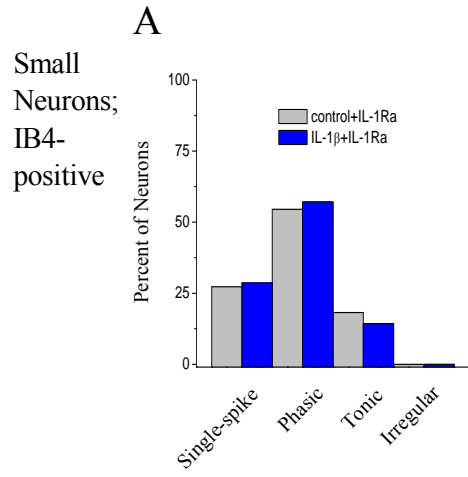 A
Small
Neurons;
IB4-
positive
100
75
50
25
0
Percent of Neurons
control+IL-1Ra
IL-1β+IL-1Ra
Single-spike
Phasic
Tonic
Irregular